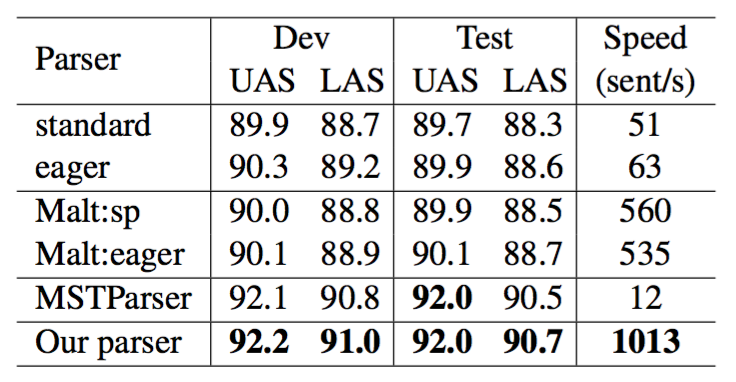 Parser Dev Test Speed
UAS LAS UAS LAS (sent/s)
standard 89.9 88.7 89.7 88.3 51
eager 90.3 89.2 89.9 88.6 63
Malt:sp 90.0 88.8 89.9 88.5 560
Malt:eager 90.1 88.9 90.1 88.7 535
MSTParser 92.1 90.8 92.0 90.5 12
Our parser 92.2 91.0 92.0 90.7 1013